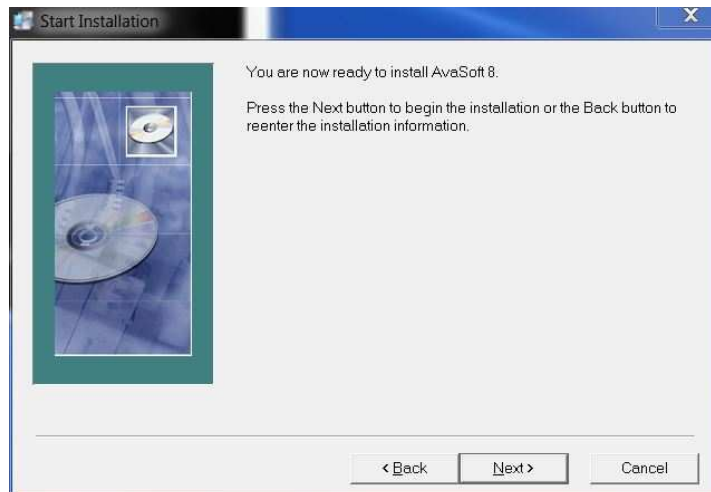 Start Installation
X
You are now ready to install AvaSoft 8.
Press the Next button to begin the installation or the Back button to
reenter the installation information.
< Back
Next >
Cancel